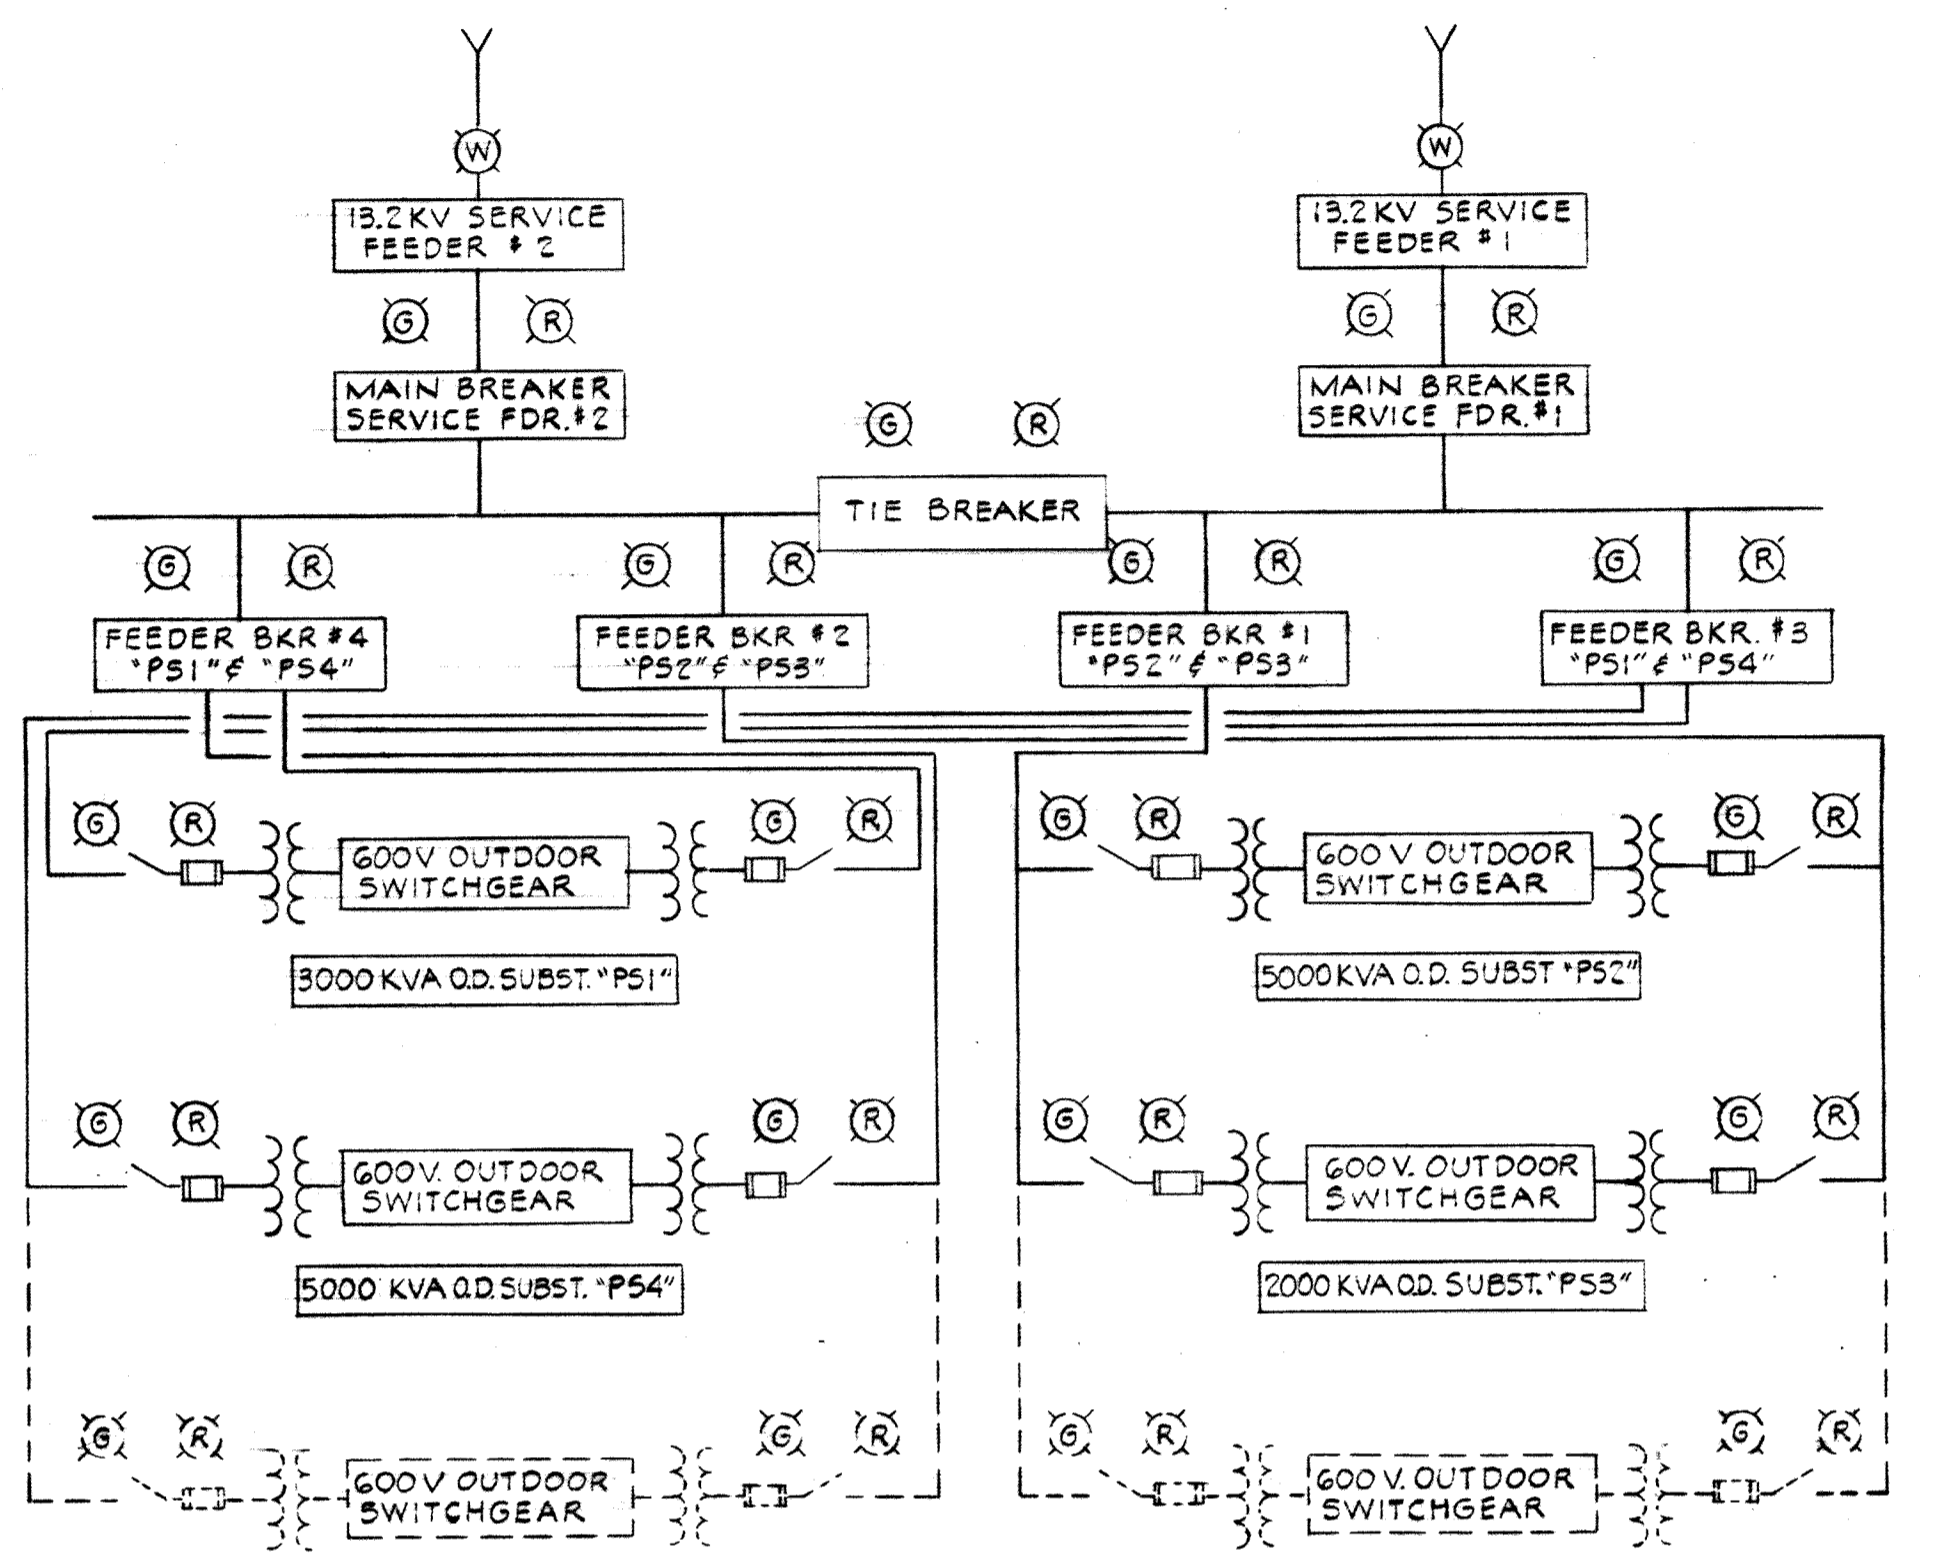 W
W
13.2KV SERVICE
FEEDER #2
13.2KV SERVICE
FEEDER #1
G R
G R
MAIN BREAKER
SERVICE FDR.#2
MAIN BREAKER
SERVICE FDR.#1
G R
TIE BREAKER
G R
G R
G R
G R
FEEDER BKR #4
"PS1" & "PS4"
FEEDER BKR #2
"PS2" & "PS3"
FEEDER BKR #1
"PS2" & "PS3"
FEEDER BKR. #3
"PS1" & "PS4"
G R
G R
G R
G R
600V OUTDOOR
SWITCHGEAR
600V OUTDOOR
SWITCHGEAR
3000 KVA O.D. SUBST. "PS1"
5000 KVA O.D. SUBST "PS2"
G R
G R
G R
G R
600V. OUTDOOR
SWITCHGEAR
600V. OUTDOOR
SWITCHGEAR
5000 KVA O.D. SUBST. "PS4"
2000 KVA O.D. SUBST. "PS3"
G R
G R
G R
G R
600V OUTDOOR
SWITCHGEAR
600V. OUTDOOR
SWITCHGEAR